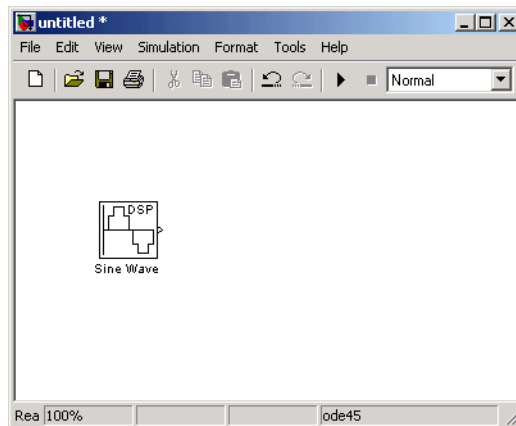 untitled *
File Edit View Simulation Format Tools Help
Normal
DSP
Sine Wave
Rea 100% ode45